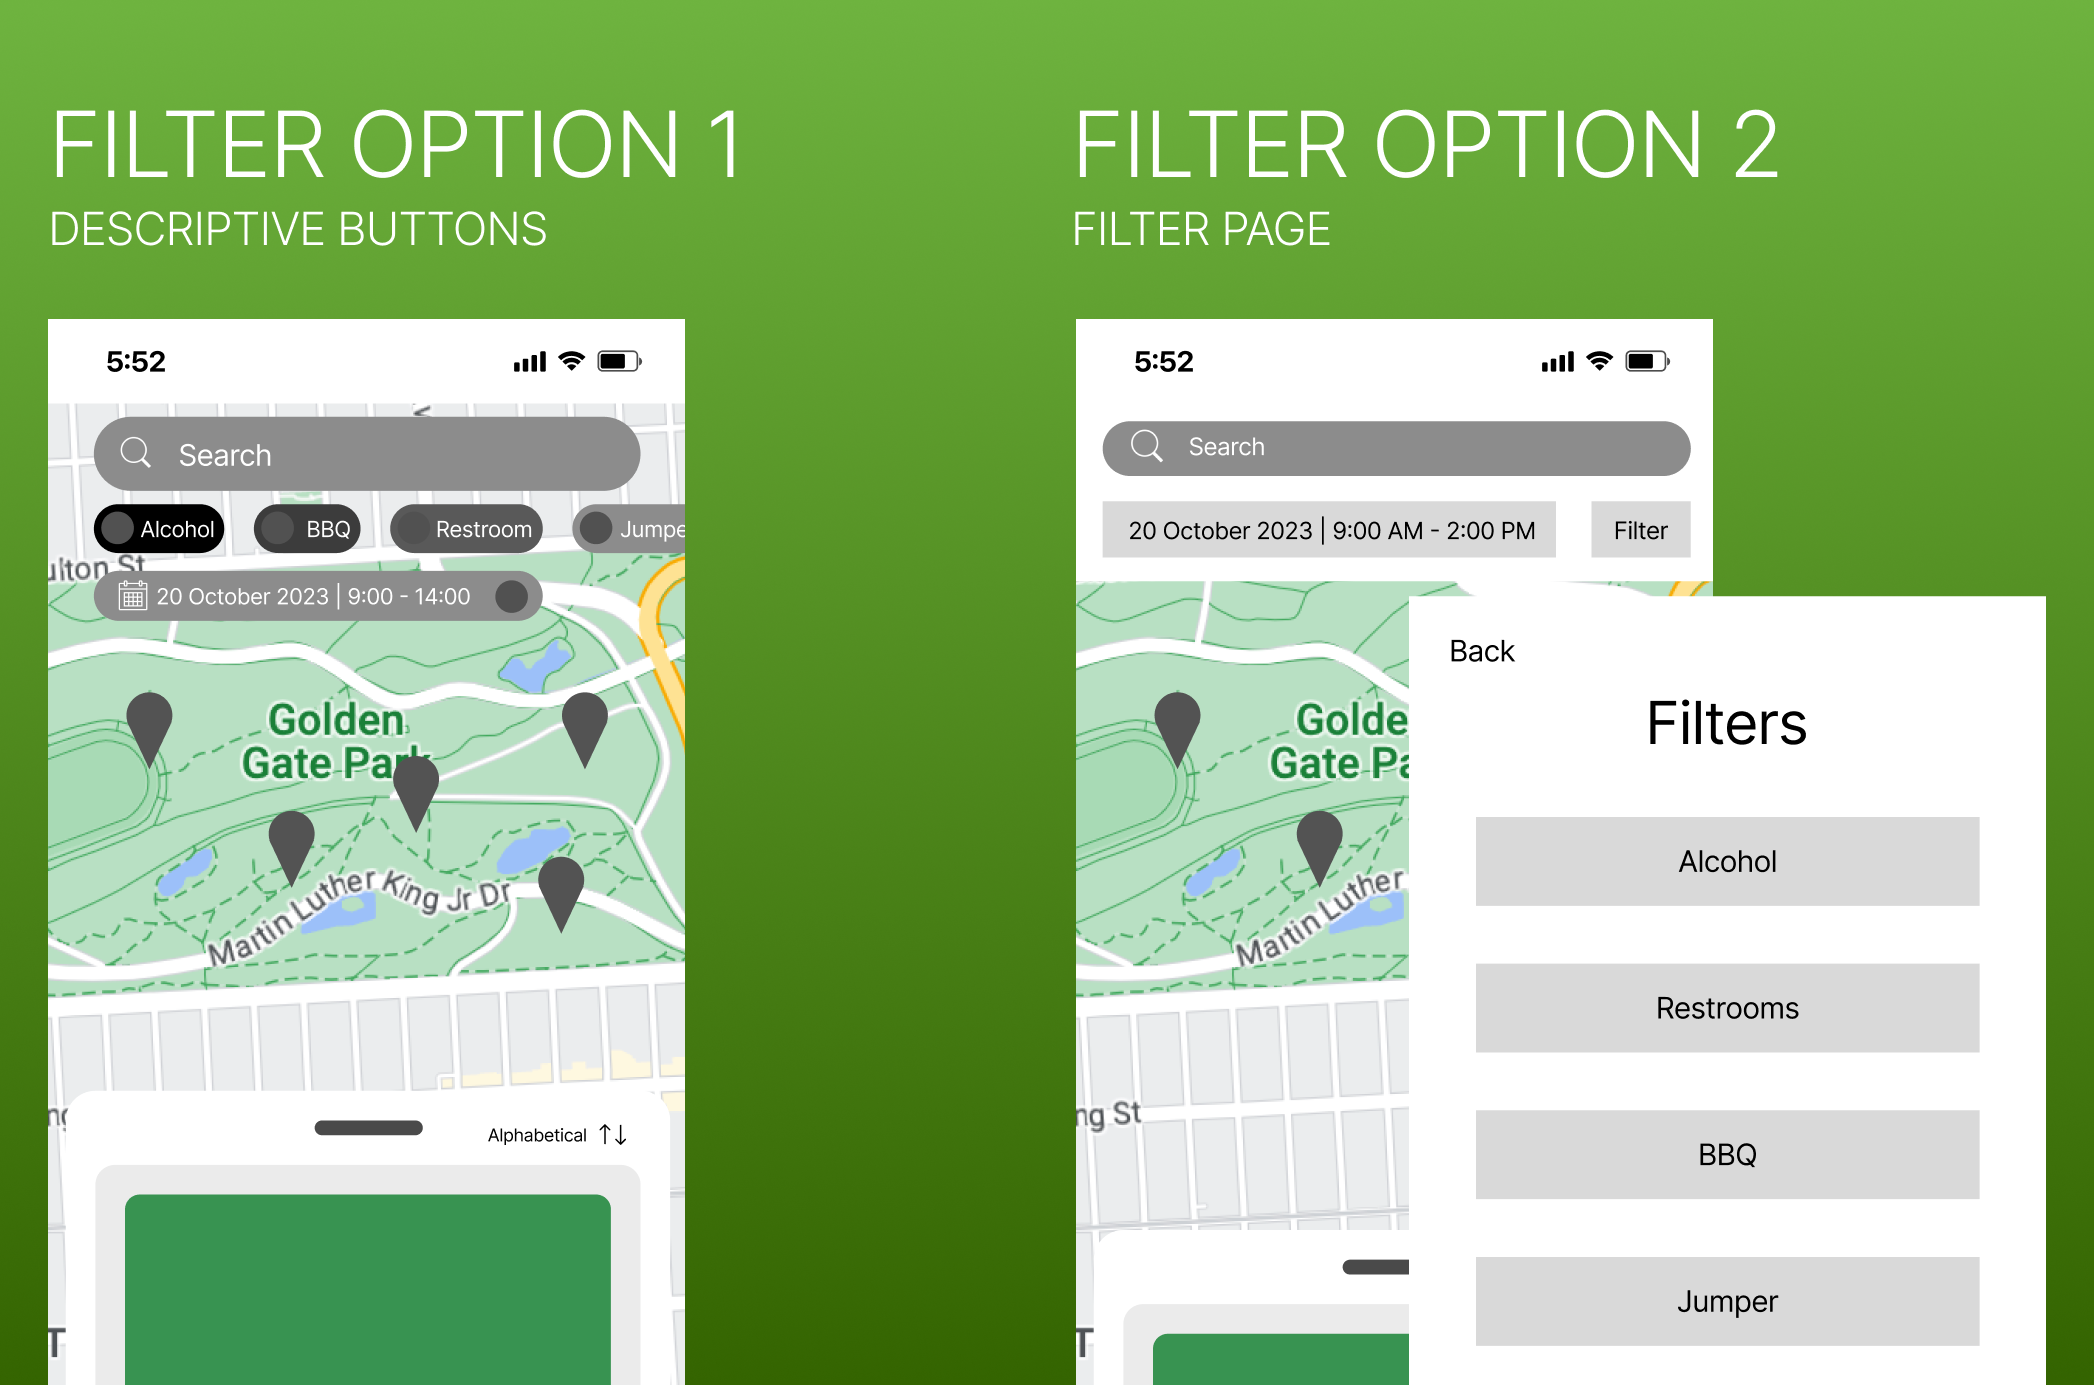 FILTER OPTION 1
DESCRIPTIVE BUTTONS
5:52
Search
Alcohol
BBQ
Restroom
Jumpe
ulton St
20 October 2023 | 9:00 - 14:00
Golden
Gate Park
Martin Luther King Jr Dr
Alphabetical
FILTER OPTION 2
FILTER PAGE
5:52
Search
20 October 2023 | 9:00 AM - 2:00 PM
Filter
Golde
Gate Pa
Martin Luther
ng St
T
Back
Filters
Alcohol
Restrooms
BBQ
Jumper